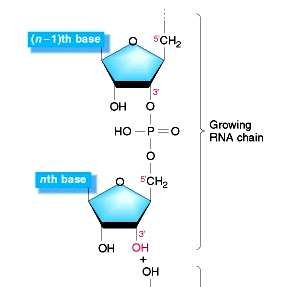 (n−1)th base
O
5'CH₂
3'
OH
O
HO—P=O
O
Growing
RNA chain
nth base
O
5'CH₂
3'
OH
OH
+
OH